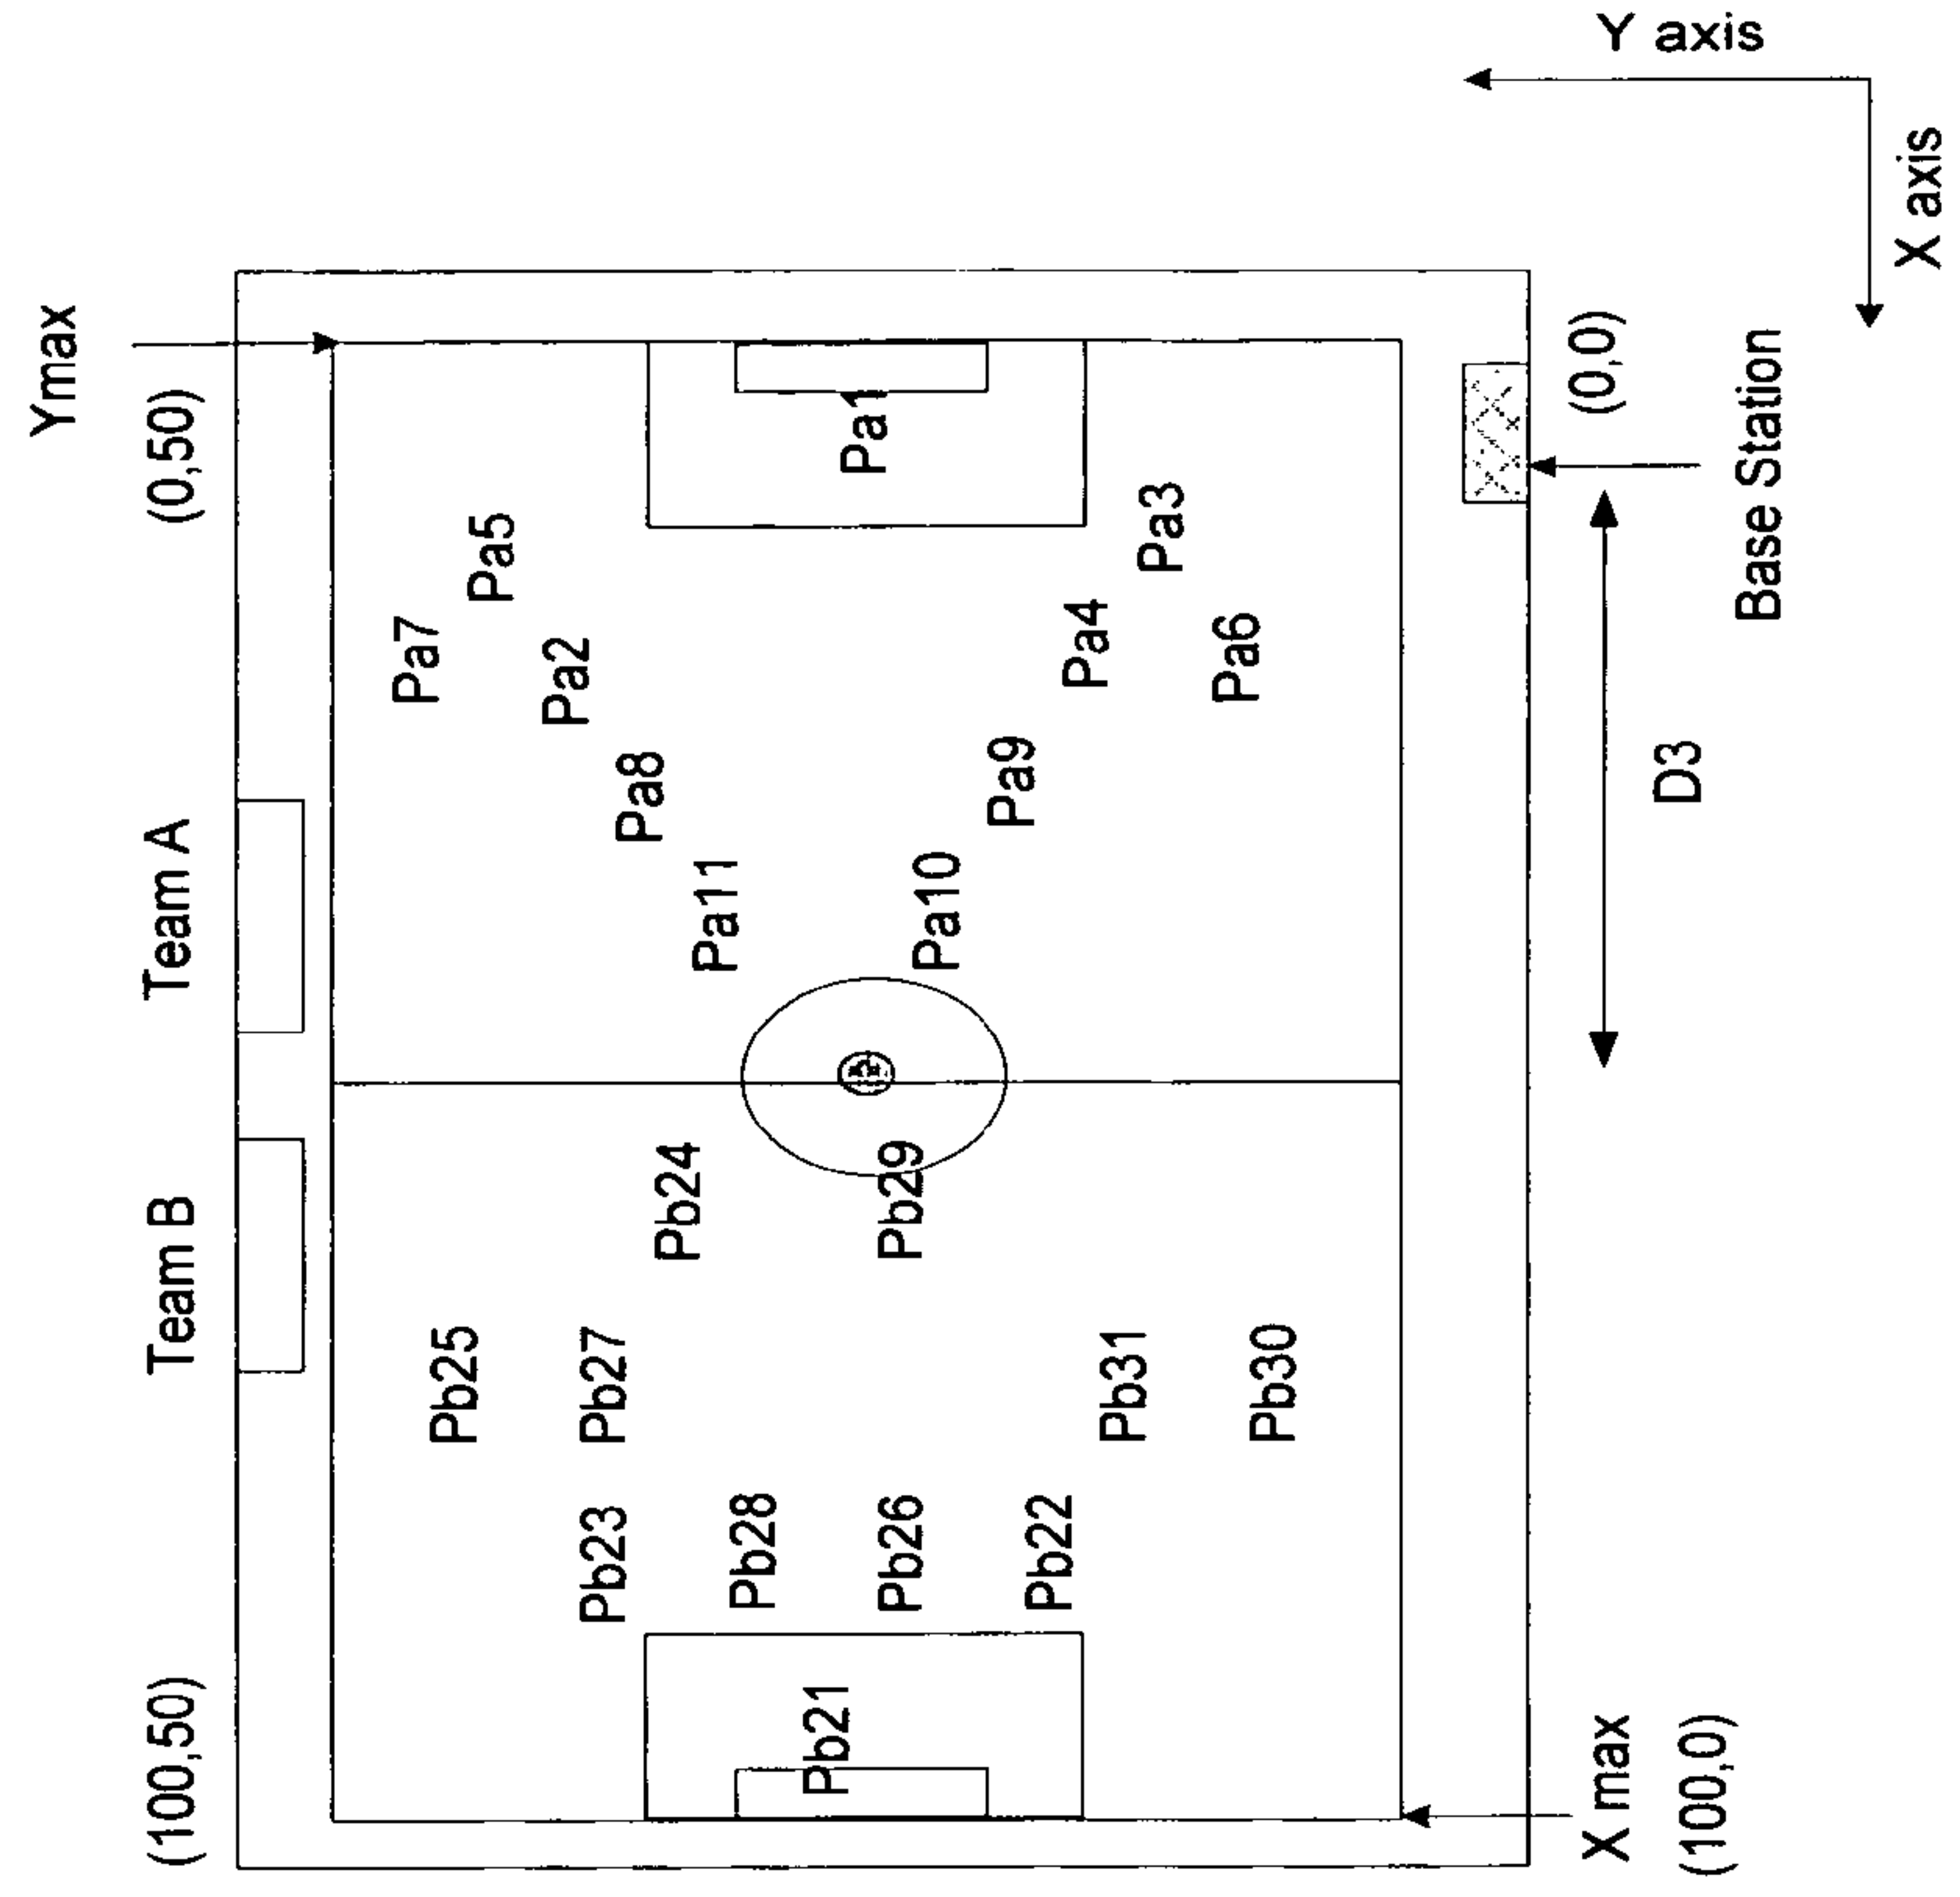 Y axis
X axis
Ymax
(0,50)
Team A
Team B
(100,50)
Pa7
Pa5
Pa2
Pa8
Pa11
Pa1
Pa10
Pa9
Pa4
Pa3
Pa6
Pb25
Pb27
Pb23
Pb24
Pb28
Pb21
Pb29
Pb26
Pb22
Pb31
Pb30
(0,0)
Base Station
D3
X max
(100,0)